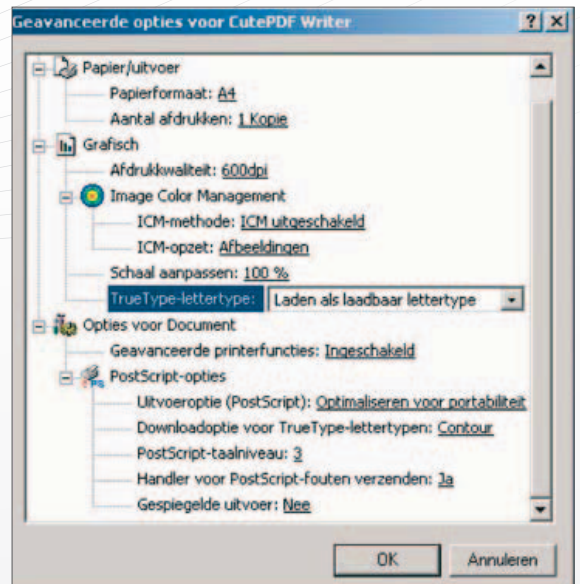 Geavanceerde opties voor CutePDF Writer
Papier/uitvoer
Papierformaat: A4
Aantal afdrukken: 1 Kopie
Grafisch
Afdrukkwaliteit: 600dpi
Image Color Management
ICM-methode: ICM uitgeschakeld
ICM-opzet: Afbeeldingen
Schaal aanpassen: 100 %
TrueType-lettertype: Laden als laadbaar lettertype
Opties voor Document
Geavanceerde printerfuncties: Ingeschakeld
PostScript-opties
Uitvoeroptie (PostScript): Optimaliseren voor portabiliteit
Downloadoptie voor TrueType-lettertypen: Contour
PostScript-taalniveau: 3
Handler voor PostScript-fouten verzenden: Ja
Gespiegelde uitvoer: Nee
OK Annuleren